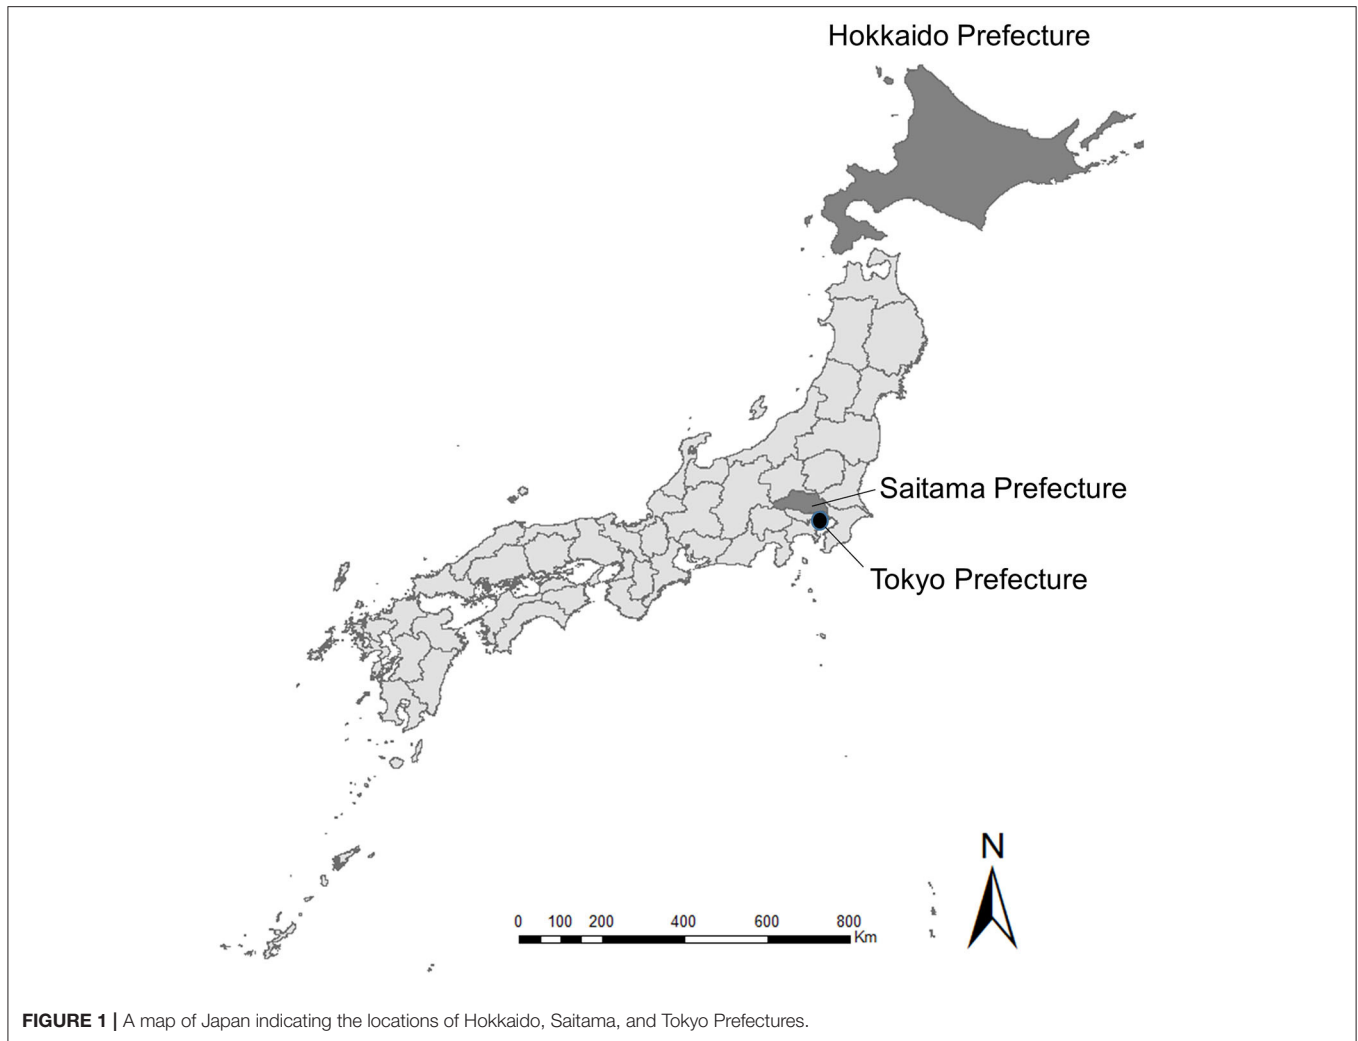 Hokkaido Prefecture
Saitama Prefecture
Tokyo Prefecture
N
0 100 200 400 600 800
Km
FIGURE 1 | A map of Japan indicating the locations of Hokkaido, Saitama, and Tokyo Prefectures.